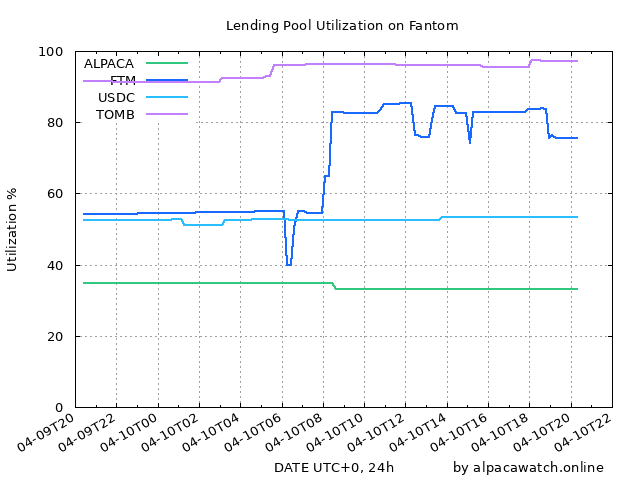 Lending Pool Utilization on Fantom
100
80
60
40
20
0
Utilization %
ALPACA
FTM
USDC
TOMB
04-09T20
04-09T22
04-10T00
04-10T02
04-10T04
04-10T06
04-10T08
04-10T10
04-10T12
04-10T14
04-10T16
04-10T18
04-10T20
04-10T22
DATE UTC+0, 24h
by alpacawatch.online